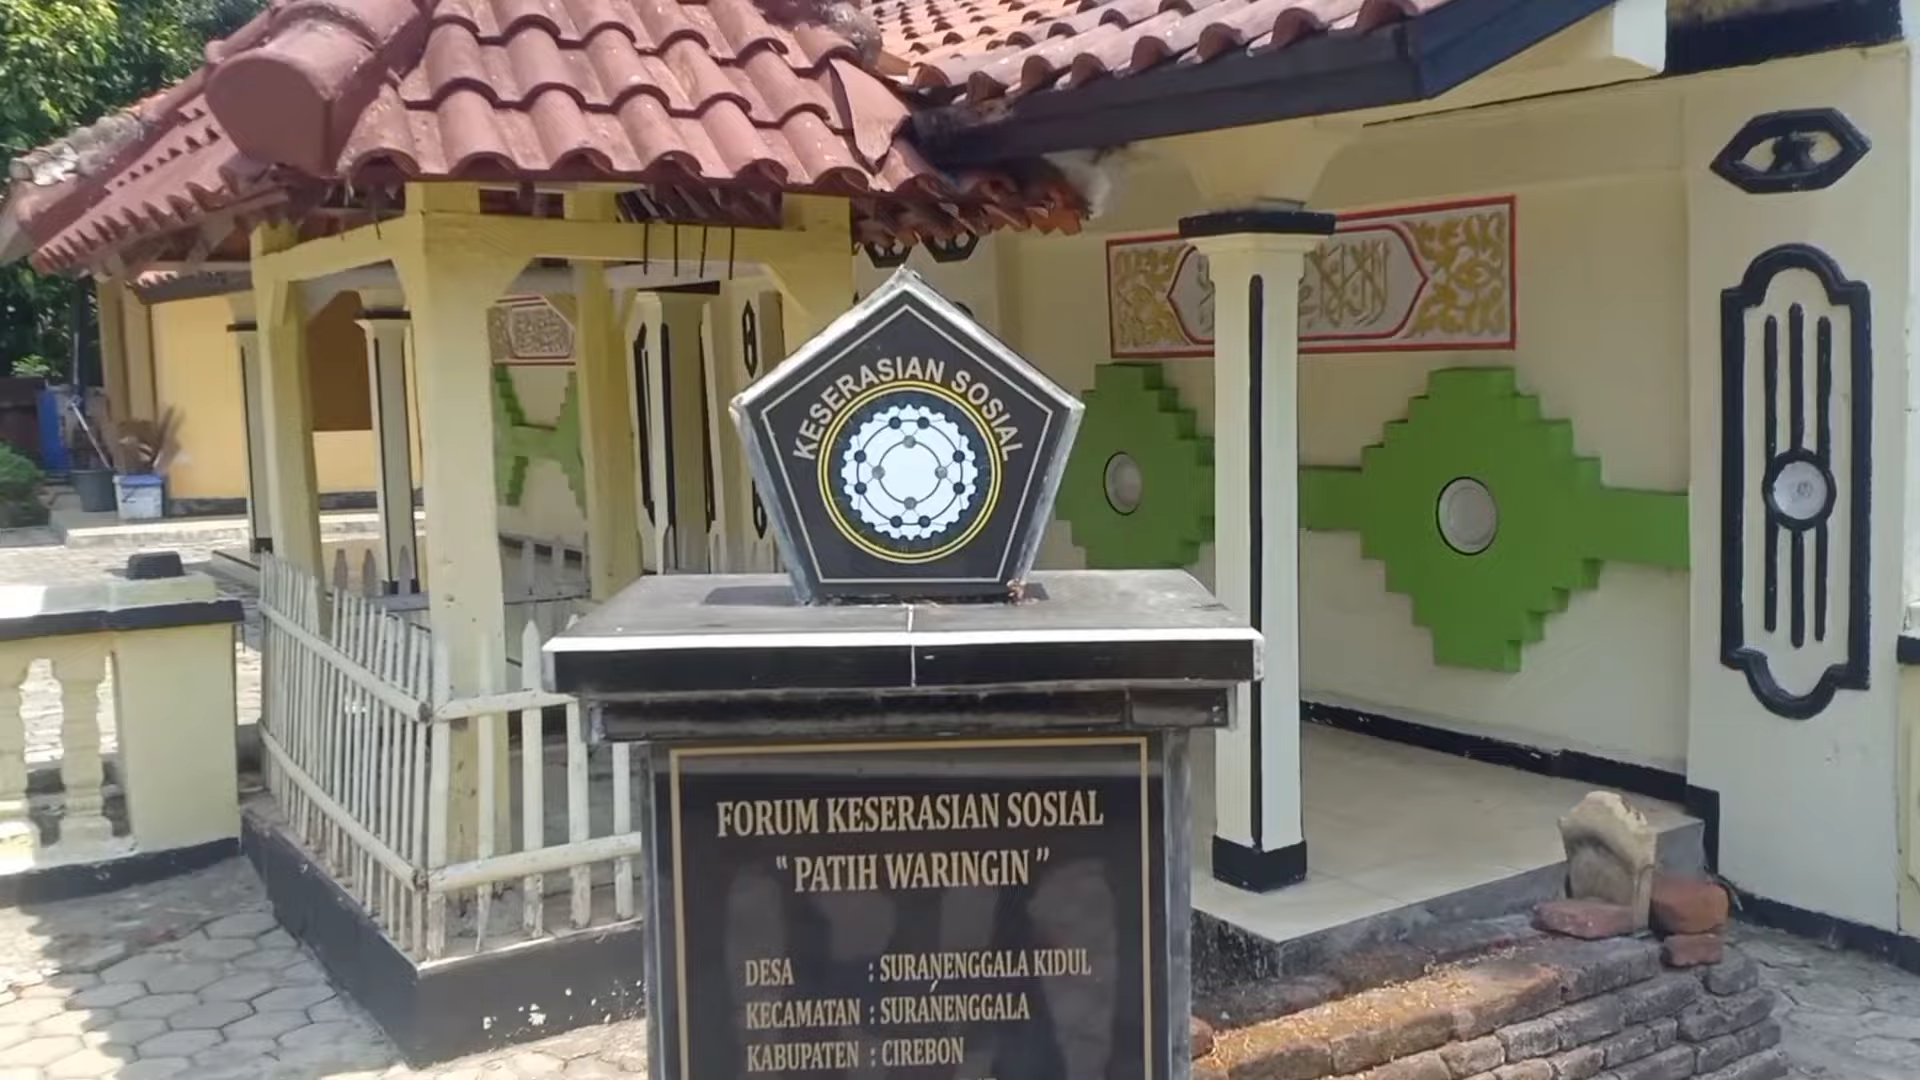 KESERASIAN SOSIAL
FORUM KESERASIAN SOSIAL
“ PATIH WARINGIN ”
DESA : SURANENGGALA KIDUL
KECAMATAN : SURANENGGALA
KABUPATEN : CIREBON